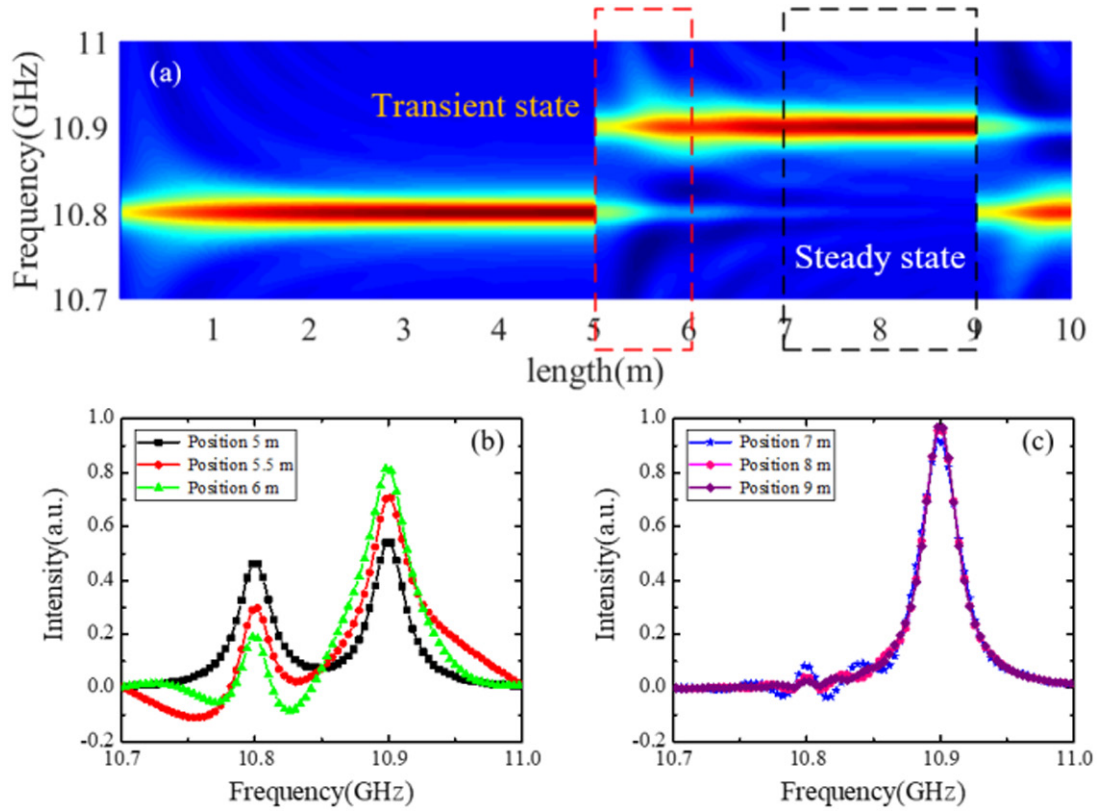 11
(a)
Transient state
10.9
Frequency(GHz)
10.8
Steady state
10.7
1 2 3 4 5 6 7 8 9 10
length(m)
1.0
Position 5 m
(b)
0.8
Position 5.5 m
Position 6 m
0.6
Intensity(a.u.)
0.4
0.2
0.0
-0.2
10.7 10.8 10.9 11.0
Frequency(GHz)
1.0
Position 7 m
(c)
0.8
Position 8 m
Position 9 m
0.6
Intensity(a.u.)
0.4
0.2
0.0
-0.2
10.7 10.8 10.9 11.0
Frequency(GHz)